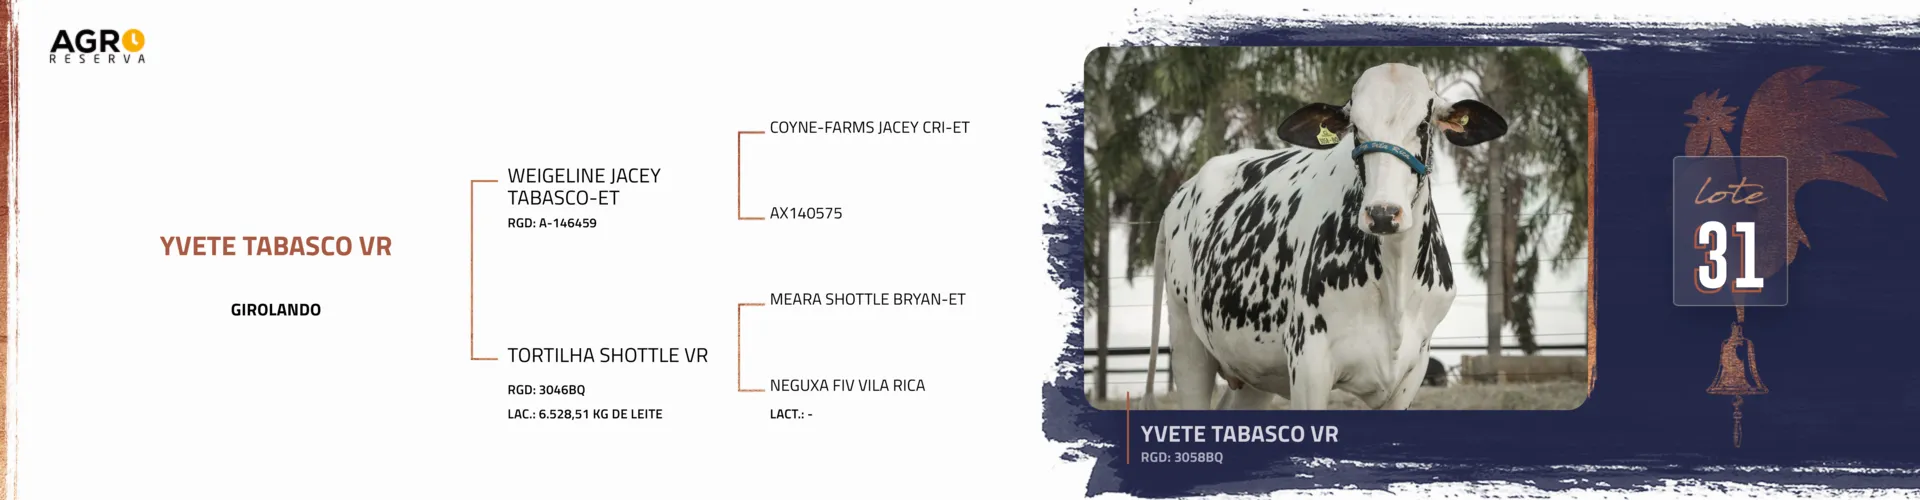 AGRO
RESERVA
YVETE TABASCO VR
GIROLANDO
WEIGELINE JACEY
TABASCO-ET
RGD: A-146459
TORTILHA SHOTTLE VR
RGD: 3046BQ
LAC.: 6.528,51 KG DE LEITE
COYNE-FARMS JACEY CRI-ET
AX140575
MEARA SHOTTLE BRYAN-ET
NEGUXA FIV VILA RICA
LACT.: -
Vila Rica
YVETE TABASCO VR
RGD: 3058BQ
lote
31